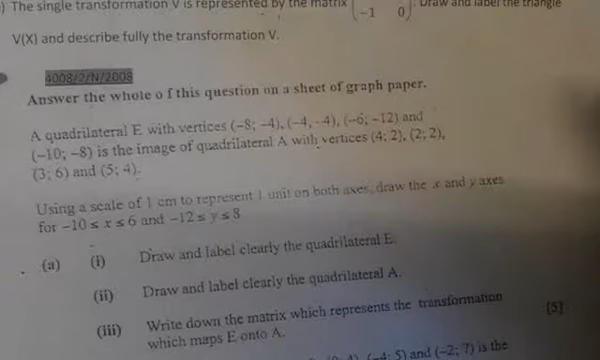 ) The single transformation V is represented by the matrix
-1 0
. Draw and label the triangle
V(X) and describe fully the transformation V.
4008/2/N/2008
Answer the whole o f this question on a sheet of graph paper.
A quadrilateral E with vertices (−8; −4), (−4, −4), (−6; −12) and
(−10; −8) is the image of quadrilateral A with vertices (4; 2), (2; 2),
(3; 6) and (5; 4).
Using a scale of 1 cm to represent 1 unit on both axes, draw the x and y axes
for −10 ≤ x ≤ 6 and −12 ≤ y ≤ 8
(a) (i) Draw and label clearly the quadrilateral E.
(ii) Draw and label clearly the quadrilateral A.
(iii) Write down the matrix which represents the transformation
which maps E onto A. [5]
(−4; 5) and (−2; 7) is the